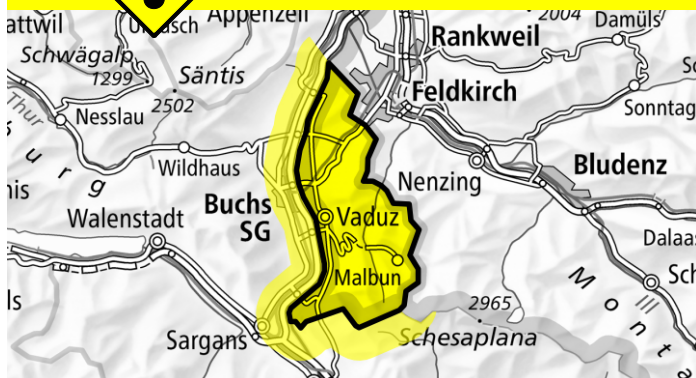 Appenzell
2004 Damüls
Rankweil
Schwägalp
1299
Säntis
2502
Feldkirch
Thur
Nesslau
Sonntag
Wildhaus
Nenzing
Bludenz
Buchs
SG
Walenstadt
Vaduz
Dalaas
Malbun
Sargans
2965
Schesaplana